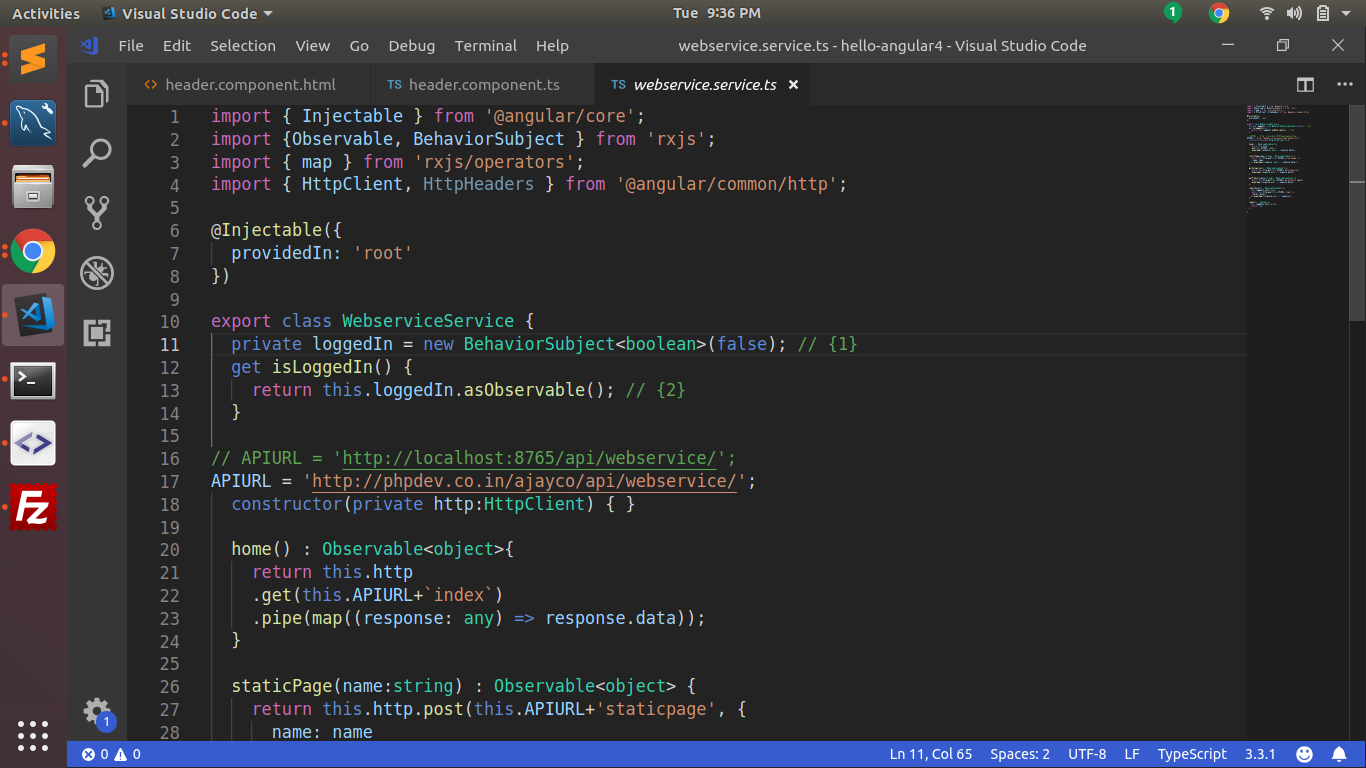 Activities Visual Studio Code Tue 9:36 PM 1
File Edit Selection View Go Debug Terminal Help webservice.service.ts - hello-angular4 - Visual Studio Code
<> header.component.html TS header.component.ts TS webservice.service.ts
1 import { Injectable } from '@angular/core';
2 import {Observable, BehaviorSubject } from 'rxjs';
3 import { map } from 'rxjs/operators';
4 import { HttpClient, HttpHeaders } from '@angular/common/http';
5
6 @Injectable({
7   providedIn: 'root'
8 })
9
10 export class WebserviceService {
11   private loggedIn = new BehaviorSubject<boolean>(false); // {1}
12   get isLoggedIn() {
13     return this.loggedIn.asObservable(); // {2}
14   }
15
16 // APIURL = 'http://localhost:8765/api/webservice/';
17 APIURL = 'http://phpdev.co.in/ajayco/api/webservice/';
18   constructor(private http:HttpClient) { }
19
20   home() : Observable<object>{
21     return this.http
22     .get(this.APIURL+`index`)
23     .pipe(map((response: any) => response.data));
24   }
25
26   staticPage(name:string) : Observable<object> {
27     return this.http.post(this.APIURL+'staticpage', {
28       name: name
1
0 0 Ln 11, Col 65 Spaces: 2 UTF-8 LF TypeScript 3.3.1
Fz